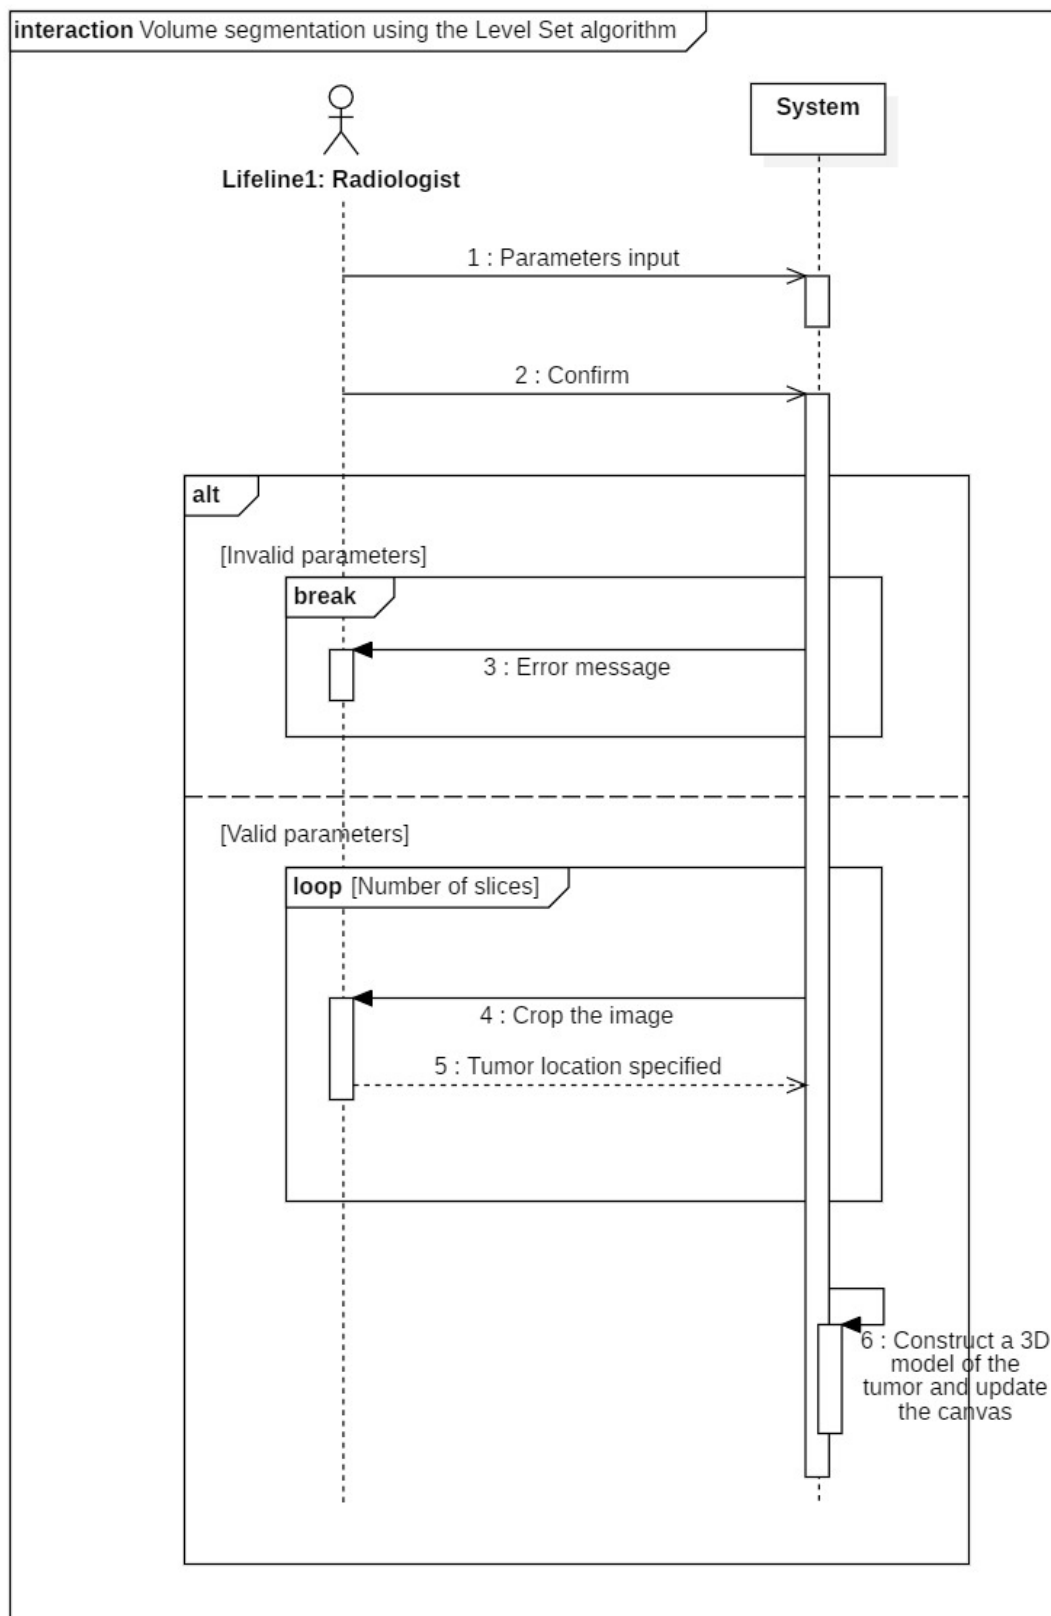 interaction Volume segmentation using the Level Set algorithm
System
Lifeline1: Radiologist
1 : Parameters input
2 : Confirm
alt
[Invalid parameters]
break
3 : Error message
[Valid parameters]
loop [Number of slices]
4 : Crop the image
5 : Tumor location specified
6 : Construct a 3D
model of the
tumor and update
the canvas